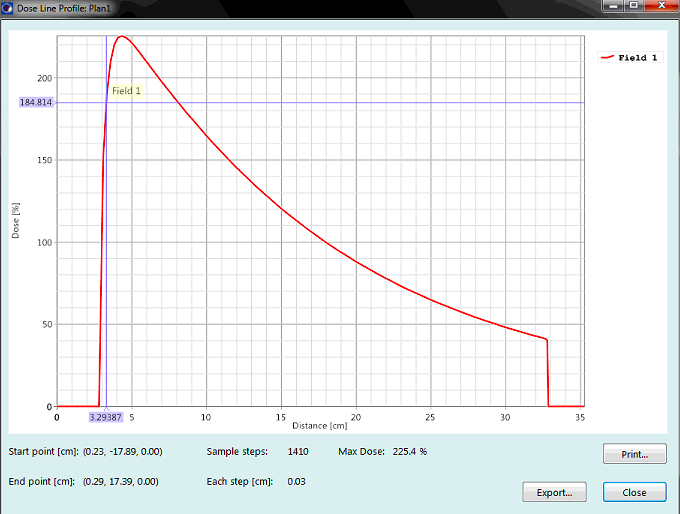 Dose Line Profile: Plan1
Field 1
200
184.814
Field 1
150
Dose [%]
100
50
0
0 3.29387 5 10 15 20 25 30 35
Distance [cm]
Start point [cm]: (0.23, -17.89, 0.00) Sample steps: 1410 Max Dose: 225.4 % Print...
End point [cm]: (0.29, 17.39, 0.00) Each step [cm]: 0.03 Export... Close